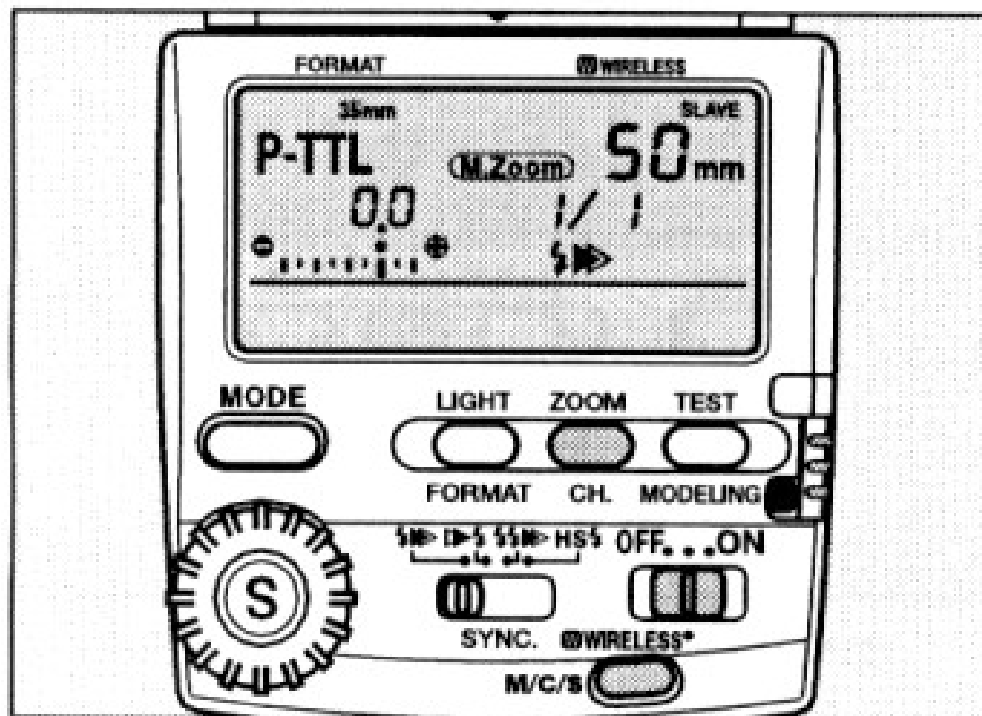 FORMAT WIRELESS
35mm SLAVE
P-TTL M.Zoom 50mm
0.0 1/1
MODE LIGHT ZOOM TEST
FORMAT CH. MODELING
HS OFF...ON
S
SYNC. WIRELESS*
M/C/S